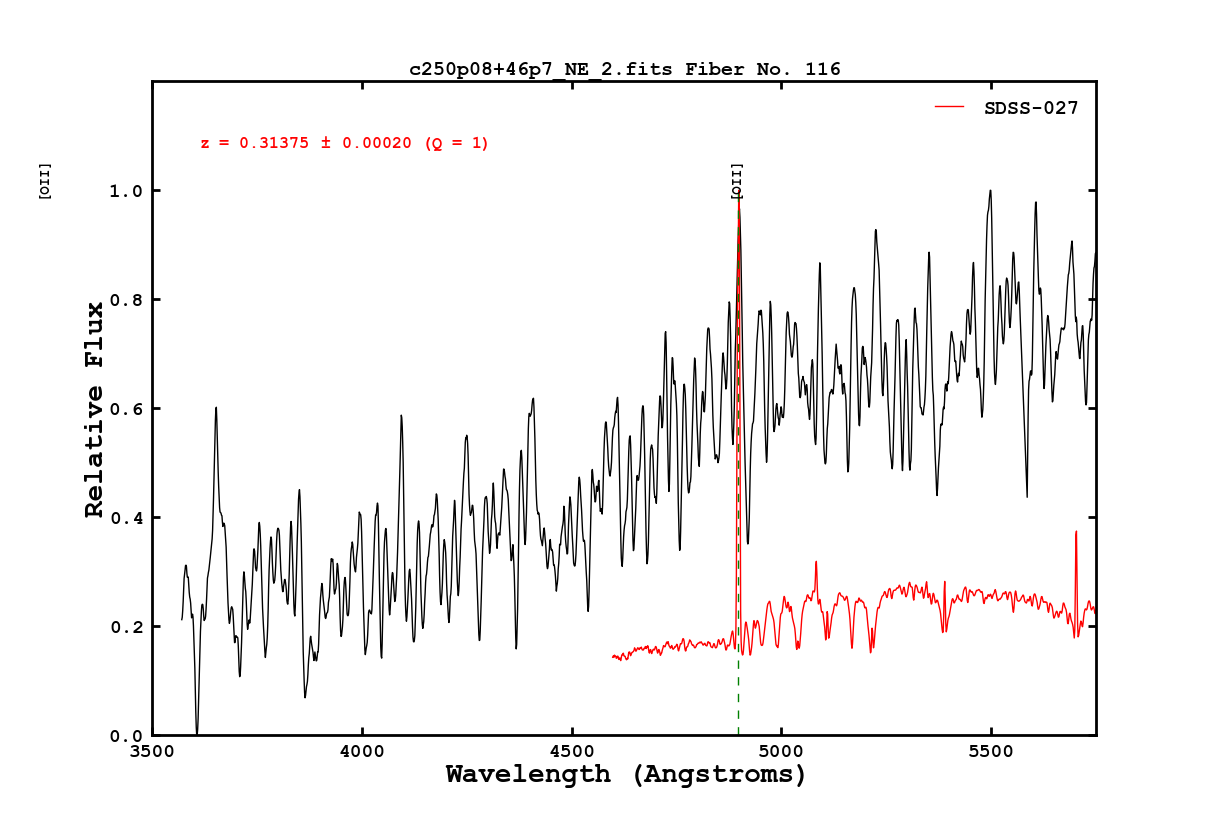 c250p08+46p7_NE_2.fits Fiber No. 116
SDSS-027
z = 0.31375 ± 0.00020 (Q = 1)
[OII]
[OII]
1.0
0.8
0.6
0.4
0.2
0.0
Relative Flux
3500 4000 4500 5000 5500
Wavelength (Angstroms)